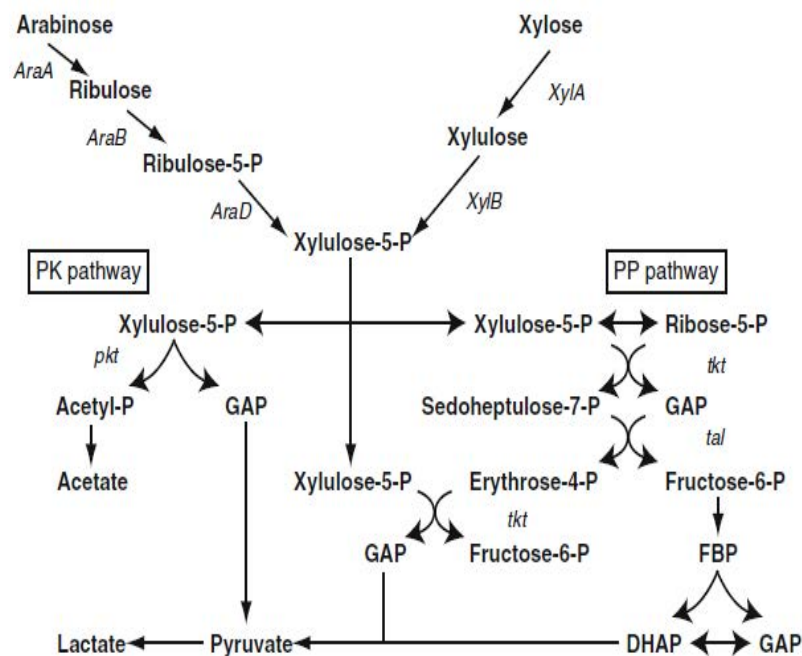 Arabinose Xylose
AraA XylA
Ribulose
AraB Xylulose
Ribulose-5-P
AraD XylB
Xylulose-5-P
PK pathway PP pathway
Xylulose-5-P Xylulose-5-P Ribose-5-P
pkt tkt
Acetyl-P GAP Sedoheptulose-7-P GAP
tal
Acetate Xylulose-5-P Erythrose-4-P Fructose-6-P
tkt
GAP Fructose-6-P FBP
Lactate Pyruvate DHAP GAP